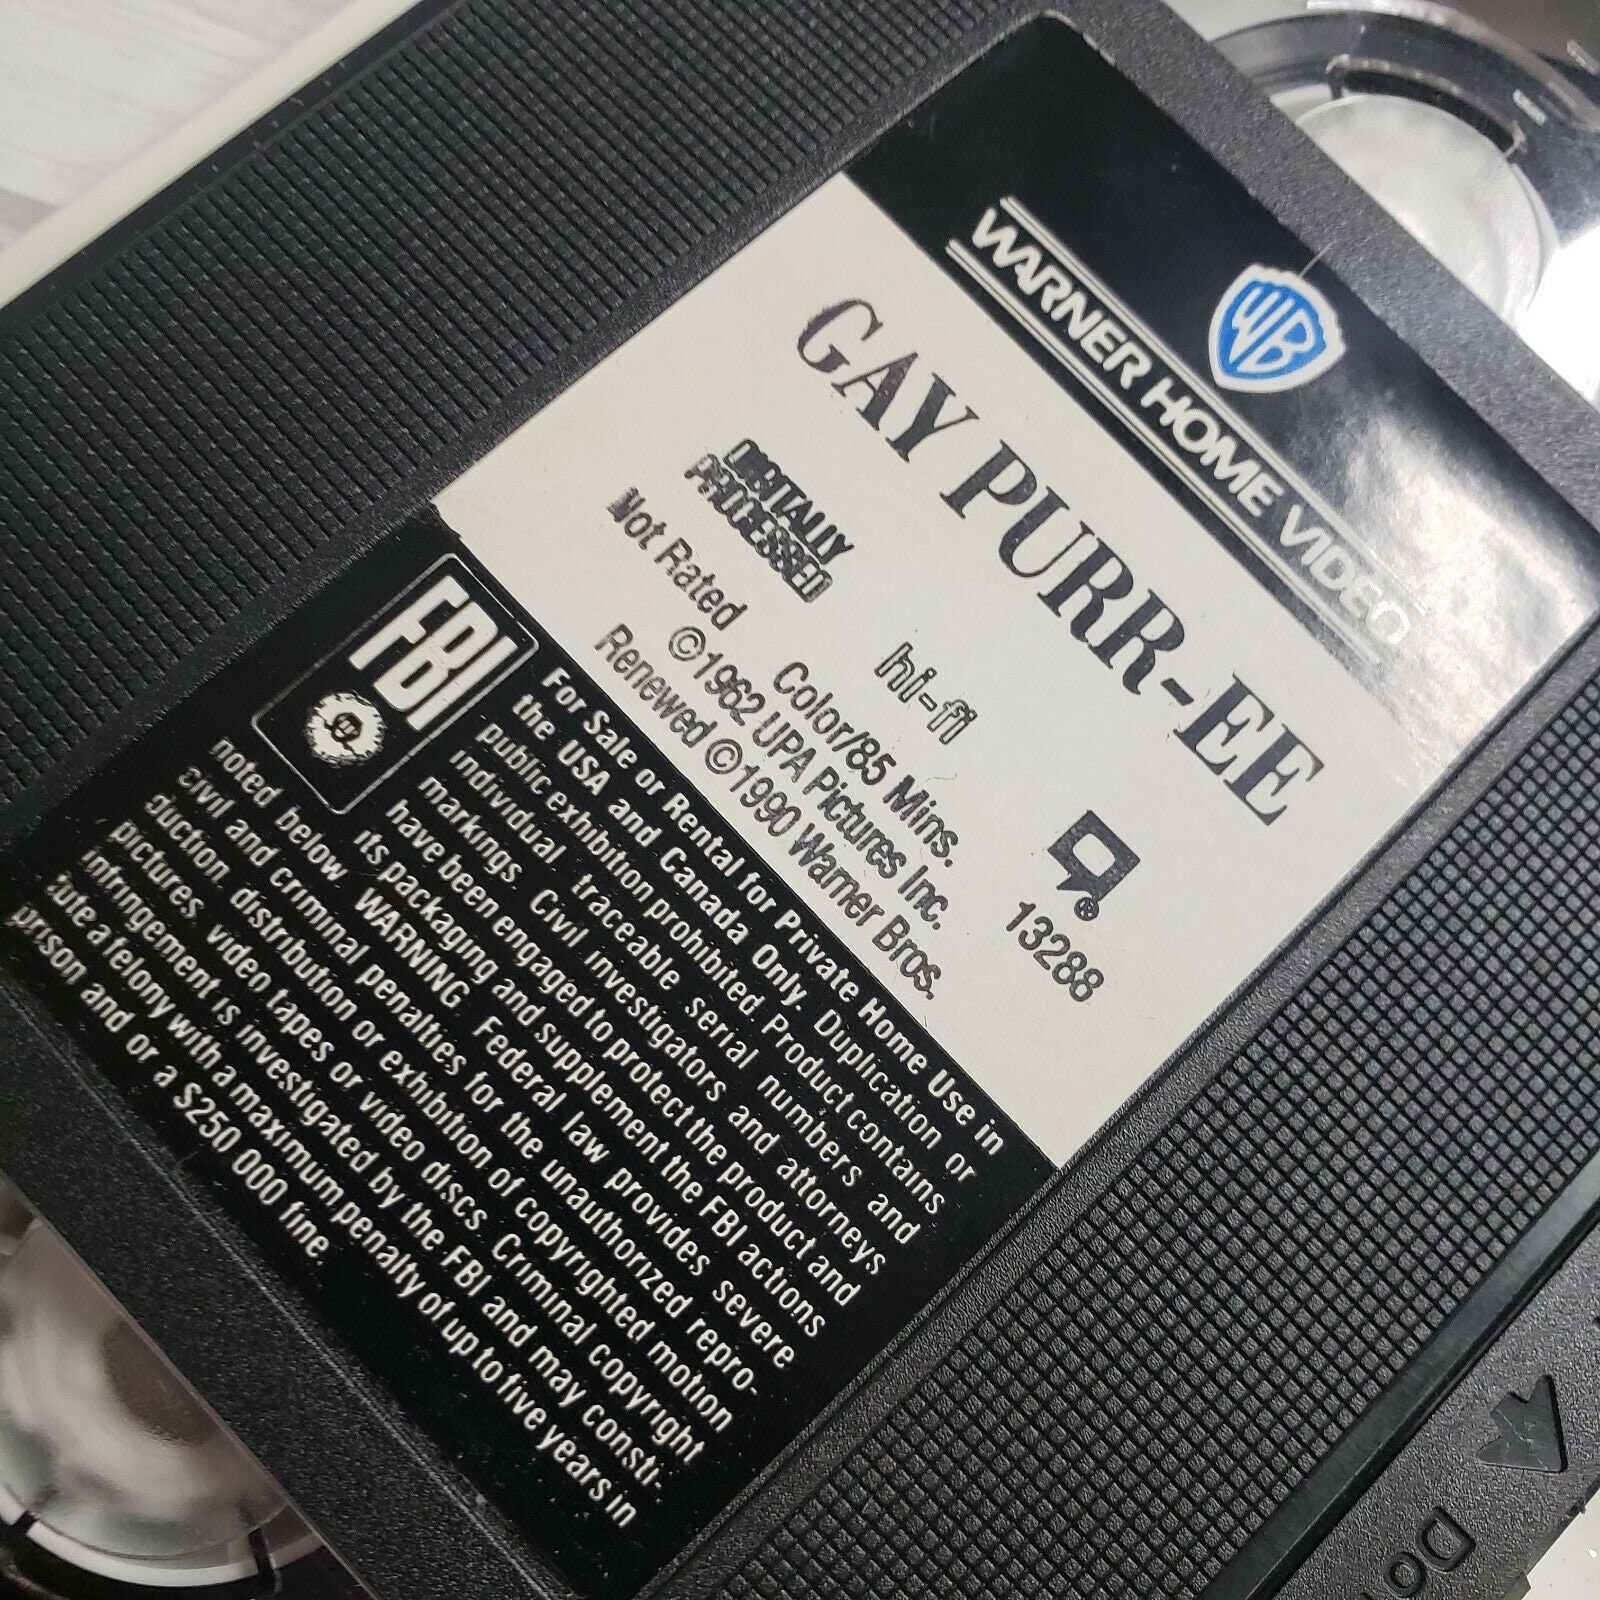 WB
WARNER HOME VIDEO
GAY PURR-EE
DIGITALLY
PROCESSED
hi-fi
13288
Not Rated Color/85 Mins.
©1962 UPA Pictures Inc.
Renewed ©1990 Warner Bros.
FBI
For Sale or Rental for Private Home Use in
the USA and Canada Only. Duplication or
public exhibition prohibited. Product contains
individual traceable serial numbers and
markings. Civil investigators and attorneys
have been engaged to protect the product and
its packaging and supplement the FBI actions
noted below. WARNING: Federal law provides severe
civil and criminal penalties for the unauthorized repro-
duction, distribution or exhibition of copyrighted motion
pictures, video tapes or video discs. Criminal copyright
infringement is investigated by the FBI and may consti-
tute a felony with a maximum penalty of up to five years in
prison and/or a $250,000 fine.